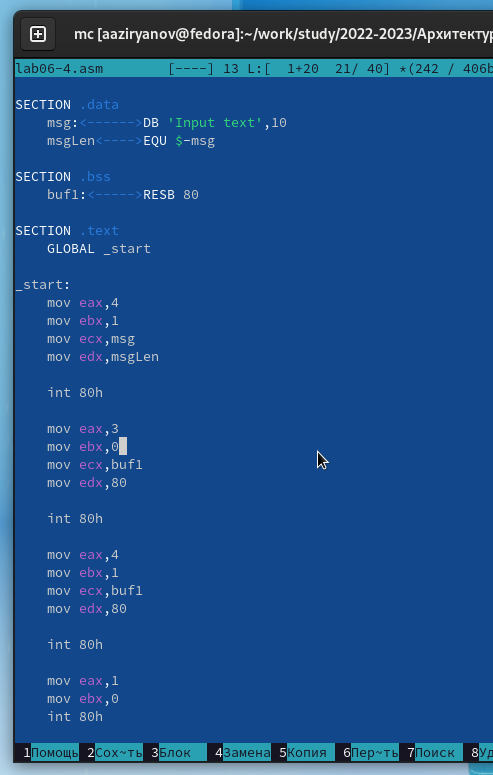 mc [aaziryanov@fedora]:~/work/study/2022-2023/Архитектур
lab06-4.asm [----] 13 L:[ 1+20 21/ 40] *(242 / 406b
SECTION .data
msg:<------>DB 'Input text',10
msgLen<---->EQU $-msg
SECTION .bss
buf1:<----->RESB 80
SECTION .text
GLOBAL _start
_start:
mov eax,4
mov ebx,1
mov ecx,msg
mov edx,msgLen
int 80h
mov eax,3
mov ebx,0
mov ecx,buf1
mov edx,80
int 80h
mov eax,4
mov ebx,1
mov ecx,buf1
mov edx,80
int 80h
mov eax,1
mov ebx,0
int 80h
1Помощь 2Сох~ть 3Блок 4Замена 5Копия 6Пер~ть 7Поиск 8Уд